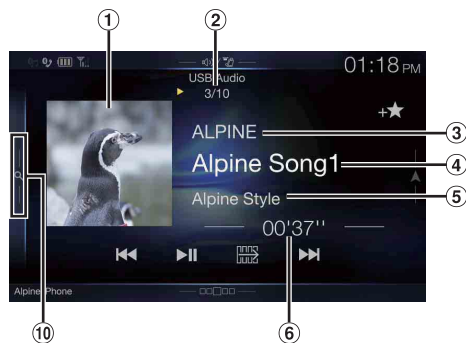 ① ②
USB Audio
01:18 PM
3/10
ALPINE ③
Alpine Song1 ④
Alpine Style ⑤
00'37''
Alpine Phone
⑩ ⑥